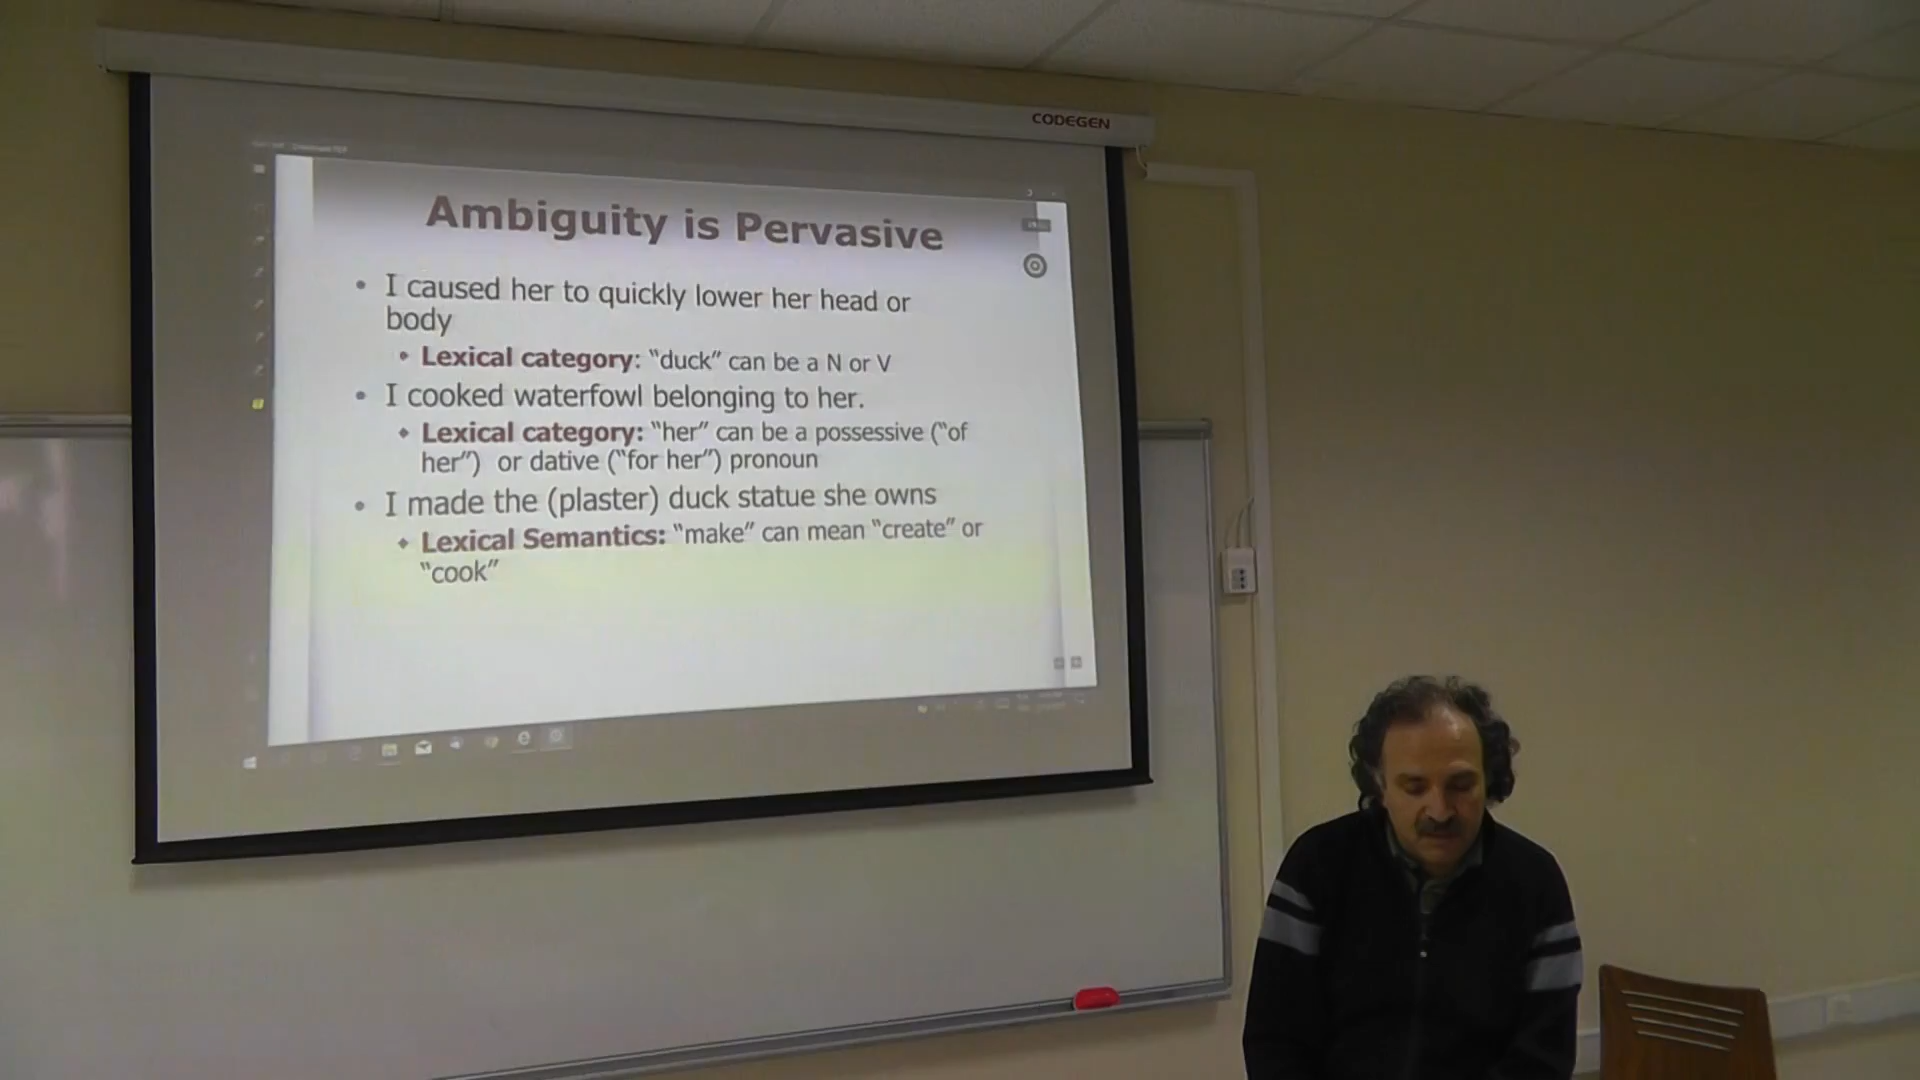 CODEGEN
Ambiguity is Pervasive
• I caused her to quickly lower her head or
body
• Lexical category: “duck” can be a N or V
• I cooked waterfowl belonging to her.
• Lexical category: “her” can be a possessive (“of
her”) or dative (“for her”) pronoun
• I made the (plaster) duck statue she owns
• Lexical Semantics: “make” can mean “create” or
“cook”